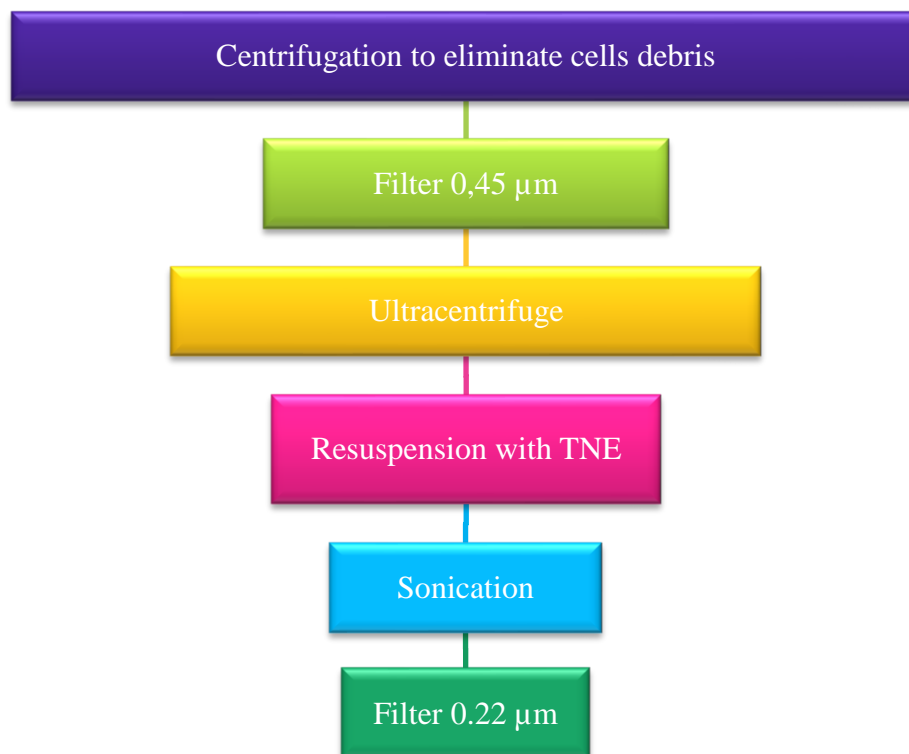 Centrifugation to eliminate cells debris
Filter 0,45 µm
Ultracentrifuge
Resuspension with TNE
Sonication
Filter 0.22 µm